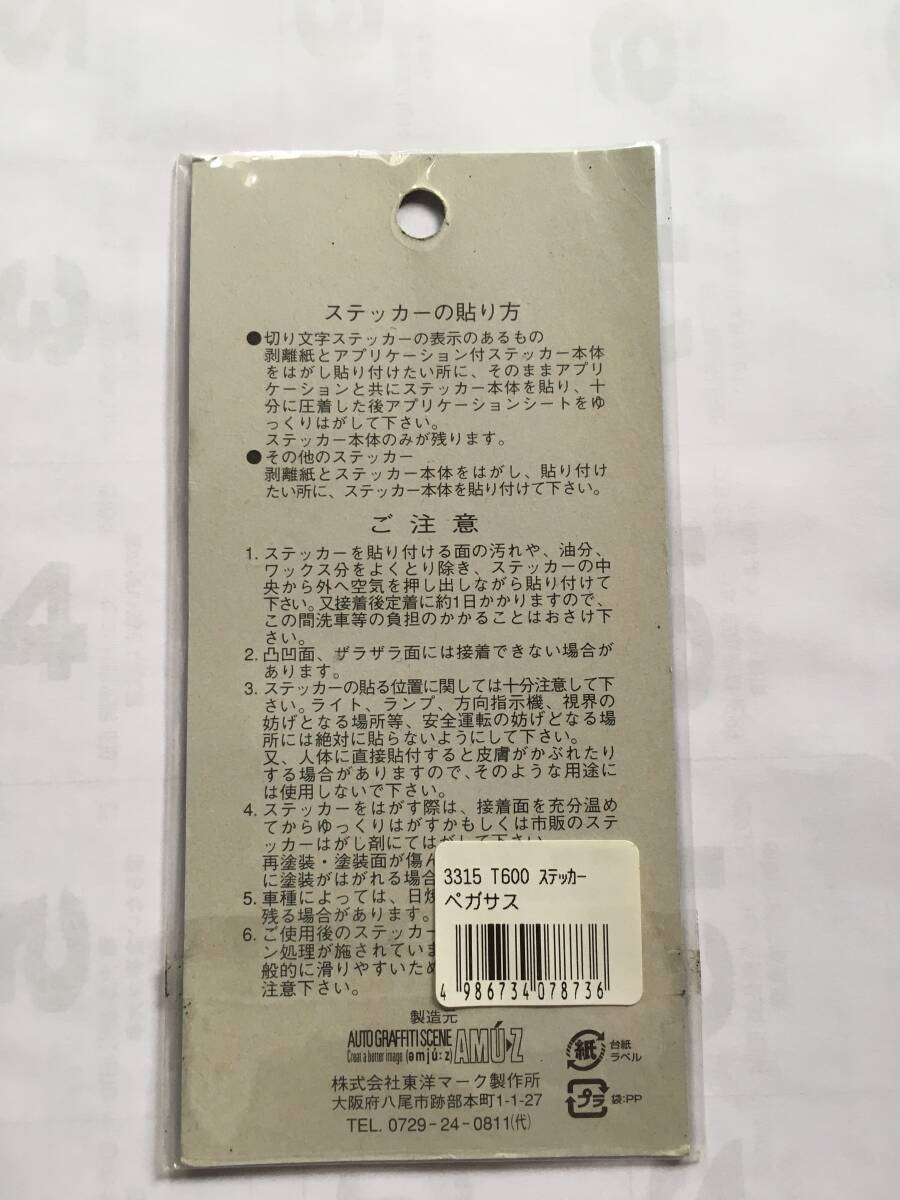 ステッカーの貼り方
●切り文字ステッカーの表示のあるもの
剥離紙とアプリケーション付ステッカー本体
をはがし貼り付けたい所に、そのままアプリ
ケーションと共にステッカー本体を貼り、十
分に圧着した後アプリケーションシートをゆ
っくりはがして下さい。
ステッカー本体のみが残ります。
●その他のステッカー
剥離紙とステッカー本体をはがし、貼り付け
たい所に、ステッカー本体を貼り付けて下さい。
ご注意
1. ステッカーを貼り付ける面の汚れや、油分、
ワックス分をよくとり除き、ステッカーの中
央から外へ空気を押し出しながら貼り付けて
下さい。又接着後定着に約1日かかりますので、
この間洗車等の負担のかかることはおさけ下
さい。
2. 凸凹面、ザラザラ面には接着できない場合が
あります。
3. ステッカーの貼る位置に関しては十分注意して下
さい。ライト、ランプ、方向指示機、視界の
妨げとなる場所等、安全運転の妨げどなる場
所には絶対に貼らないようにして下さい。
又、人体に直接貼付すると皮膚がかぶれたり
する場合がありますので、そのような用途に
は使用しないで下さい。
4. ステッカーをはがす際は、接着面を充分温め
てからゆっくりはがすかもしくは市販のステ
ッカーはがし剤にてはがして下さい。
再塗装・塗装面が傷ん
に塗装がはがれる場合
5. 車種によっては、日焼
残る場合があります。
6. ご使用後のステッカー
ン処理が施されていま
般的に滑りやすいため
注意下さい。
3315 T600 ステッカー
ペガサス
4 986734 078736
製造元
AUTO GRAFFITI SCENE
Creat a better image (əmjú:z) AMÚZ
株式会社東洋マーク製作所
大阪府八尾市跡部本町1-1-27
TEL. 0729-24-0811(代)
紙 台紙
ラベル
プラ 袋:PP